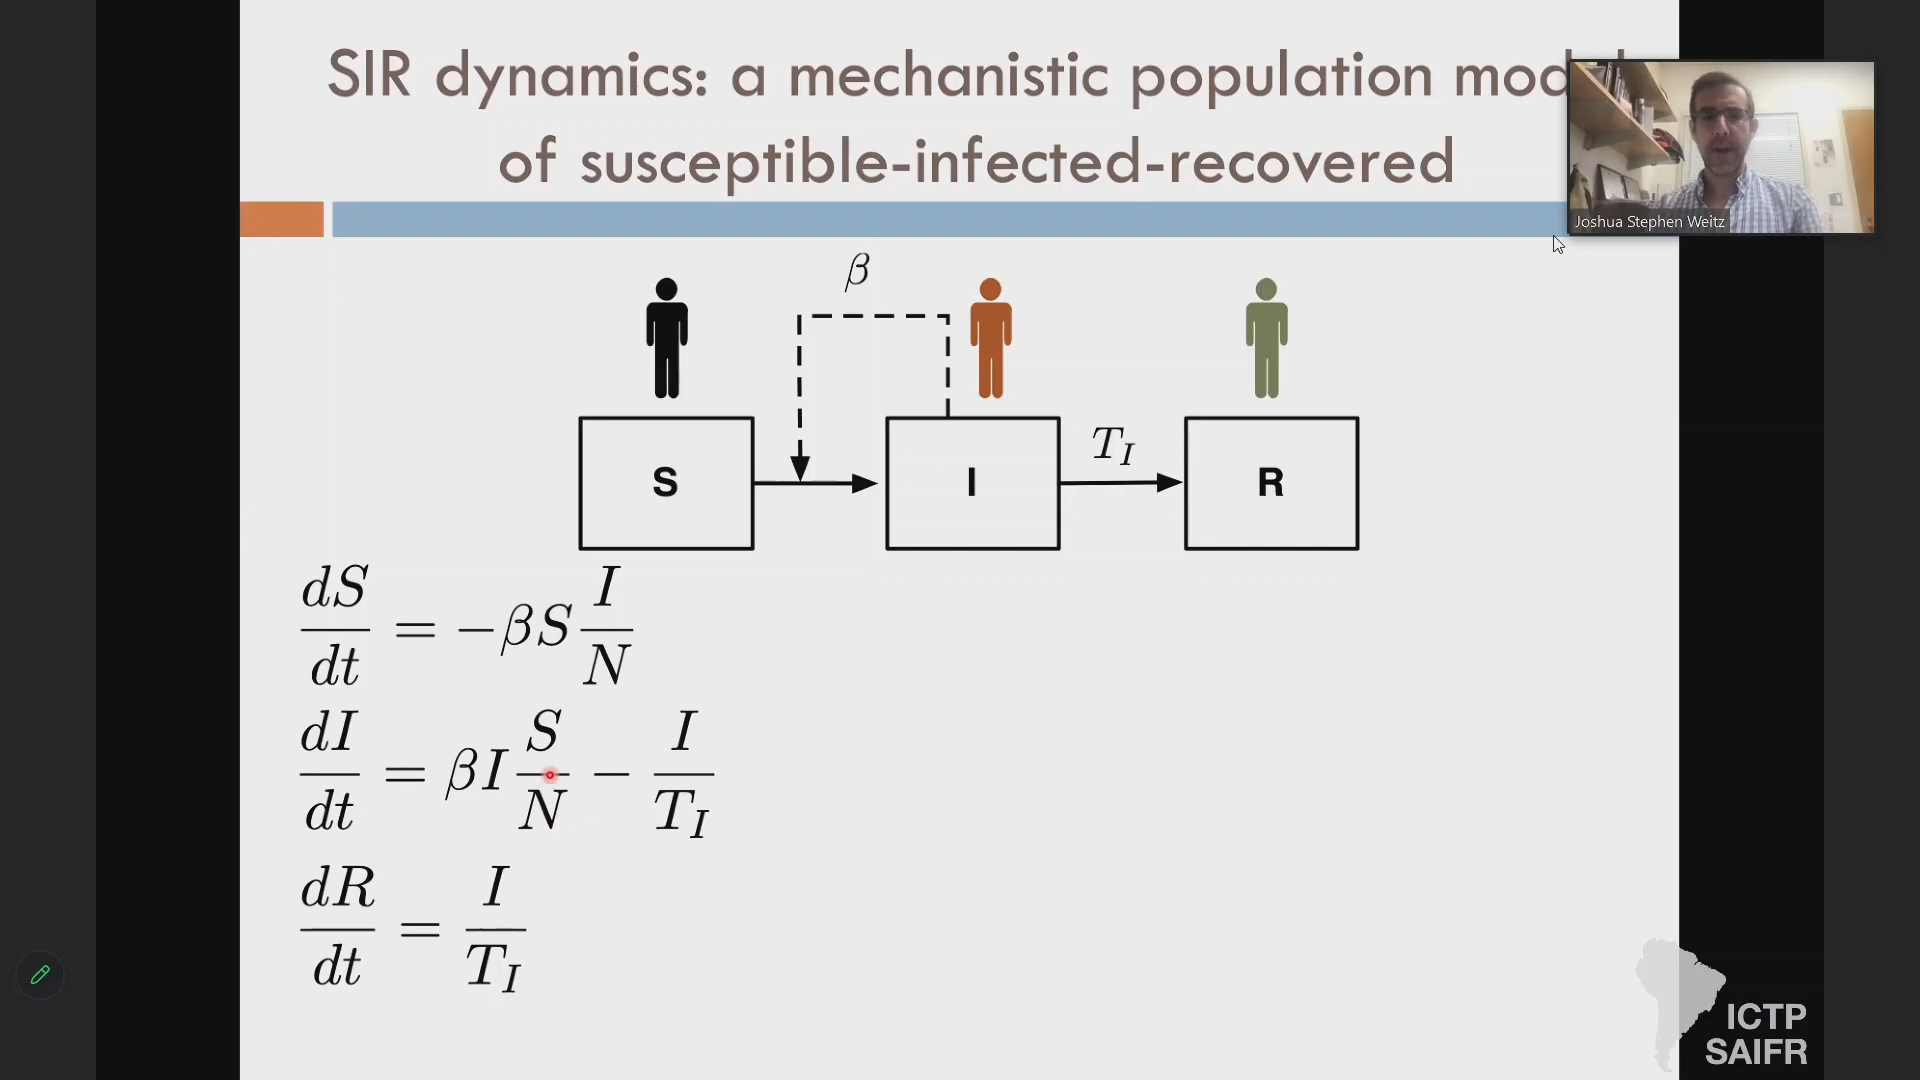 SIR dynamics: a mechanistic population model
of susceptible-infected-recovered
Joshua Stephen Weitz
β
S
I
T_I
R
dS/dt = −βS I/N
dI/dt = βI S/N − I/T_I
dR/dt = I/T_I
ICTP
SAIFR